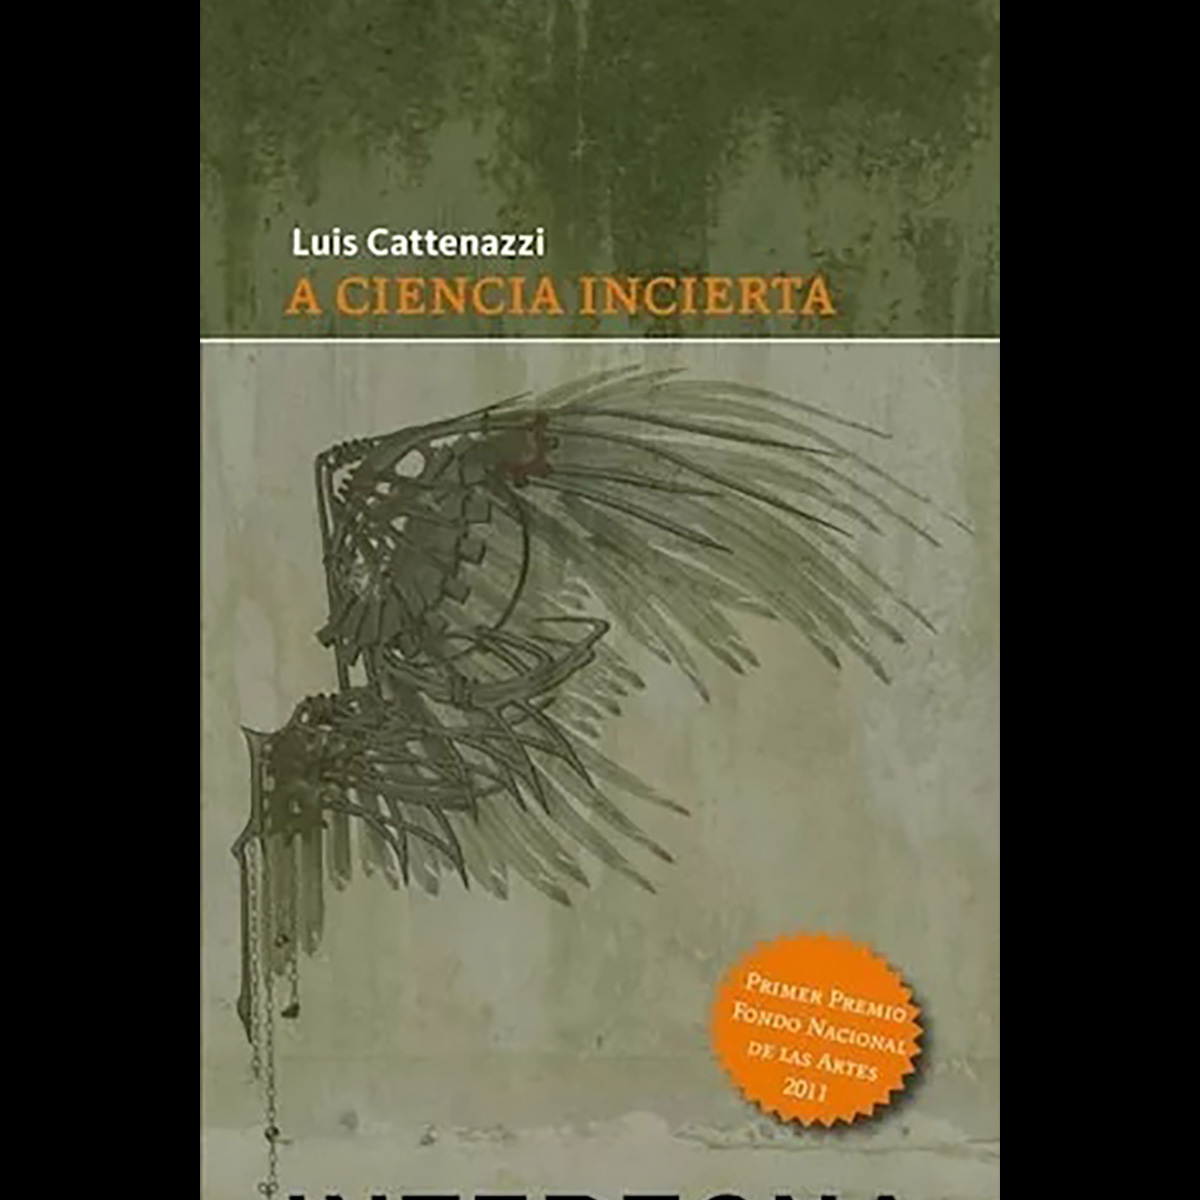 Luis Cattenazzi
A CIENCIA INCIERTA
PRIMER PREMIO
FONDO NACIONAL
DE LAS ARTES
2011